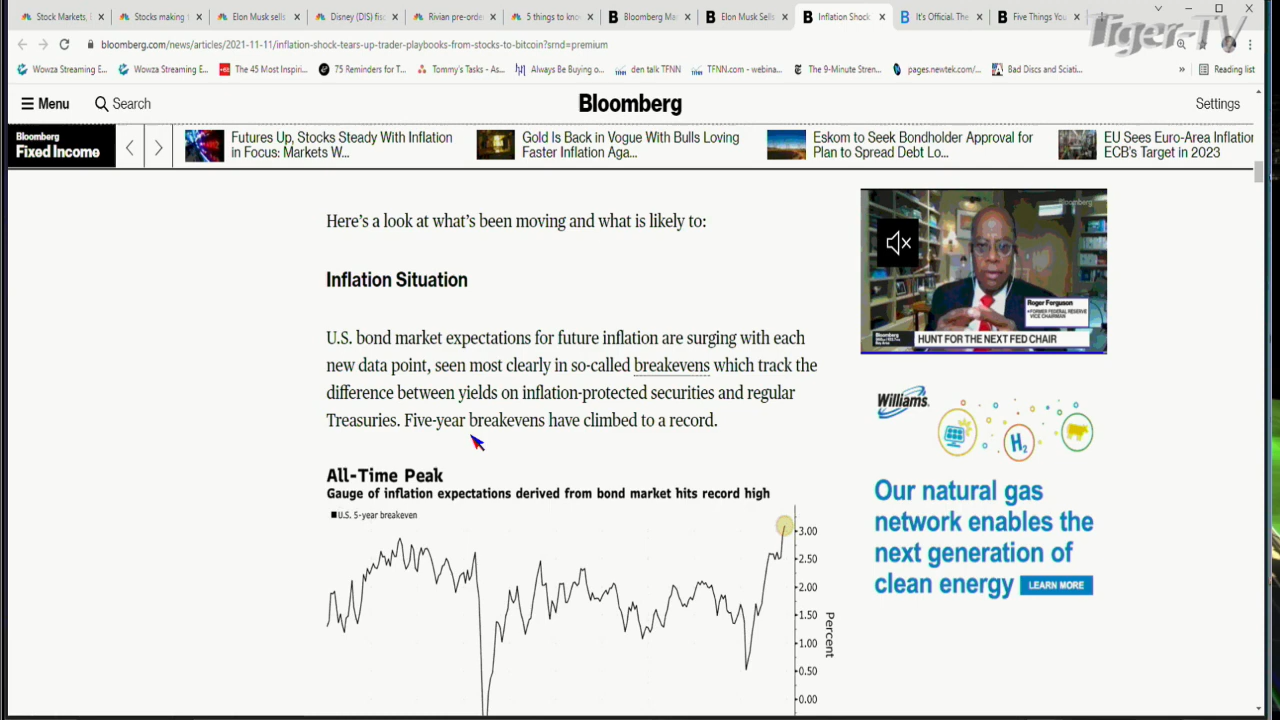 Stock Markets,
Stocks making
Elon Musk sells
Disney (DIS) fisc
Rivian pre-order
5 things to kno
Bloomberg Ma
Elon Musk Sells
Inflation Shock
It's Official. The
Five Things You
Tiger-TV
bloomberg.com/news/articles/2021-11-11/inflation-shock-tears-up-trader-playbooks-from-stocks-to-bitcoin?srnd=premium
Wowza Streaming E...
Wowza Streaming E...
The 45 Most Inspiri...
75 Reminders for T...
Tommy's Tasks - As...
Always Be Buying o...
den talk TFNN
TFNN.com - webina...
The 9-Minute Stren...
pages.newtek.com/...
Bad Discs and Sciati...
»
Reading list
Menu
Search
Bloomberg
Settings
Bloomberg
Fixed Income
Futures Up, Stocks Steady With Inflation
in Focus: Markets W...
Gold Is Back in Vogue With Bulls Loving
Faster Inflation Aga...
Eskom to Seek Bondholder Approval for
Plan to Spread Debt Lo...
EU Sees Euro-Area Inflation
ECB's Target in 2023
Here's a look at what's been moving and what is likely to:
Inflation Situation
U.S. bond market expectations for future inflation are surging with each
new data point, seen most clearly in so-called breakevens which track the
difference between yields on inflation-protected securities and regular
Treasuries. Five-year breakevens have climbed to a record.
All-Time Peak
Gauge of inflation expectations derived from bond market hits record high
U.S. 5-year breakeven
3.00
2.50
2.00
1.50
1.00
0.50
0.00
Percent
Bloomberg
Roger Ferguson
FORMER FEDERAL RESERVE
VICE CHAIRMAN
Bloomberg
HUNT FOR THE NEXT FED CHAIR
Williams.
H2
Our natural gas
network enables the
next generation of
clean energy
LEARN MORE